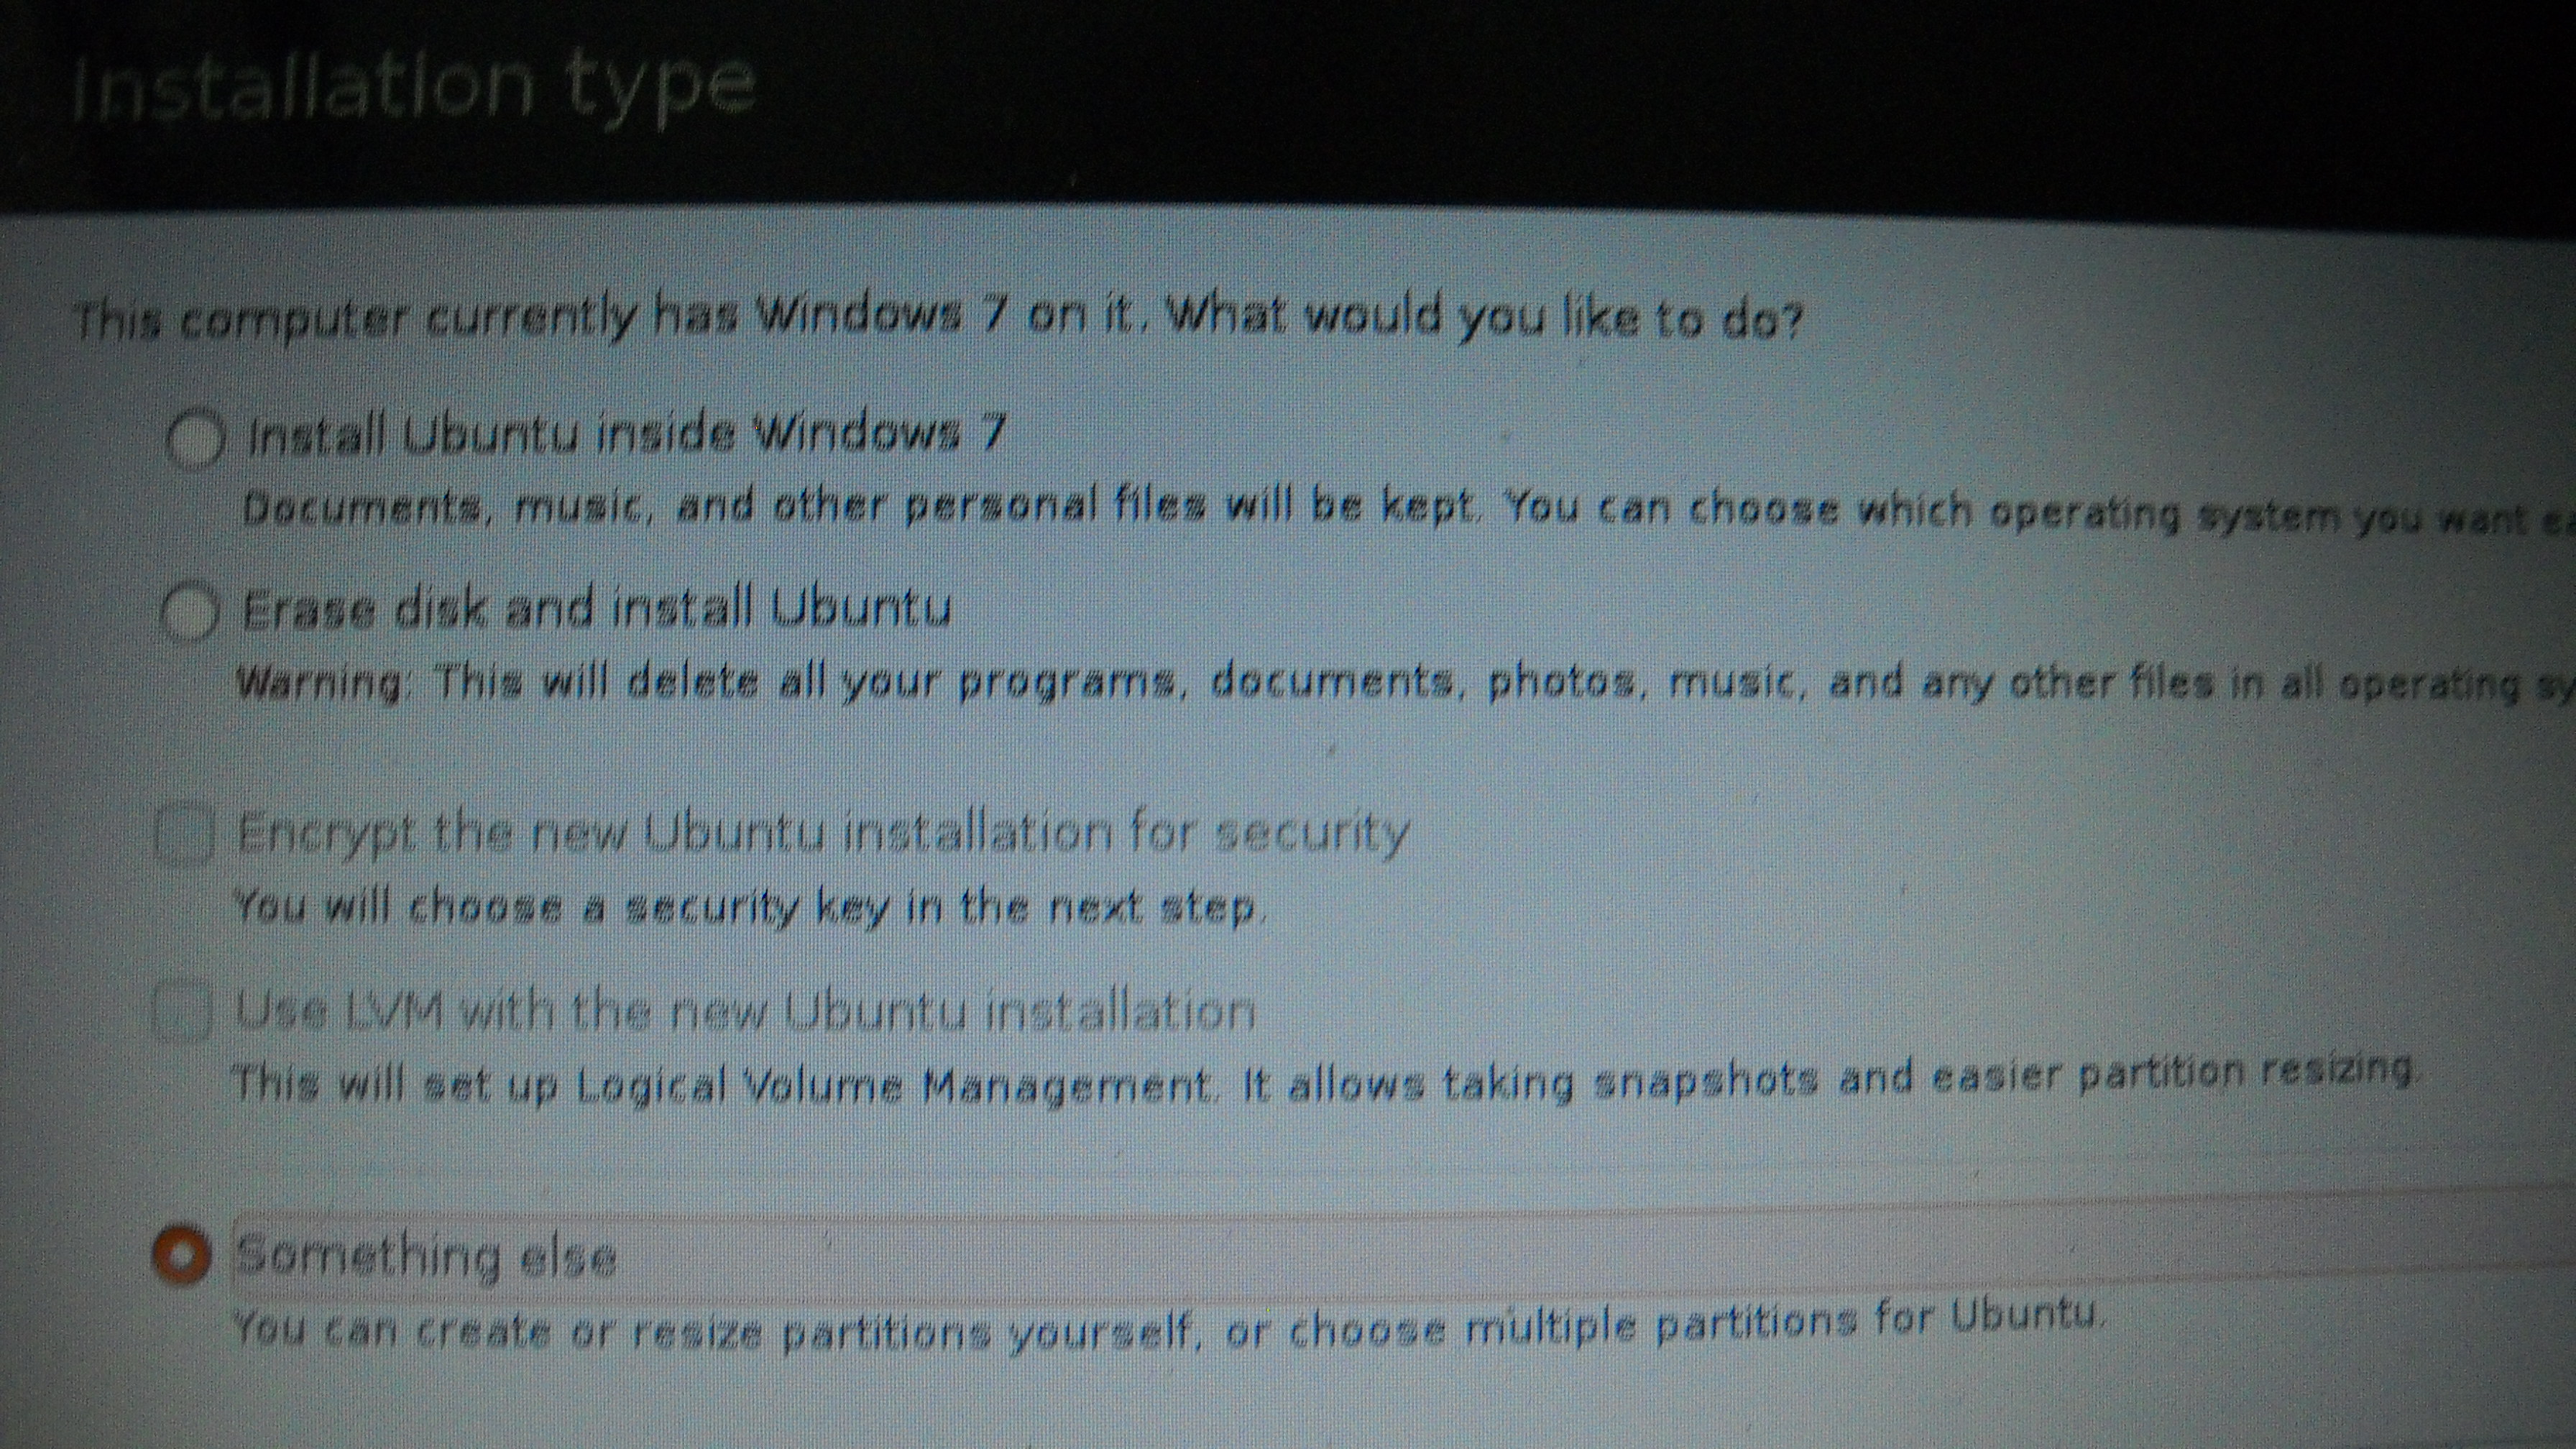 Installation type
This computer currently has Windows 7 on it. What would you like to do?
Install Ubuntu inside Windows 7
Documents, music, and other personal files will be kept. You can choose which operating system you want
Erase disk and install Ubuntu
Warning: This will delete all your programs, documents, photos, music, and any other files in all operating
Encrypt the new Ubuntu installation for security
You will choose a security key in the next step.
Use LVM with the new Ubuntu installation
This will set up Logical Volume Management. It allows taking snapshots and easier partition resizing.
Something else
You can create or resize partitions yourself, or choose multiple partitions for Ubuntu.